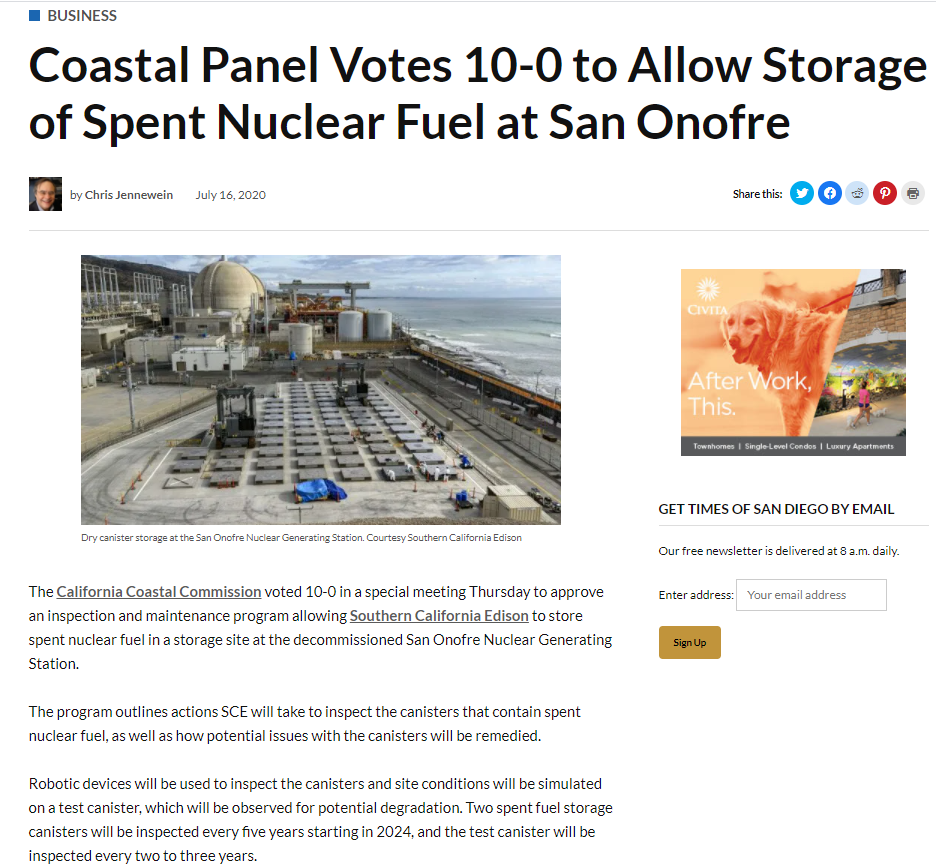 BUSINESS
Coastal Panel Votes 10-0 to Allow Storage
of Spent Nuclear Fuel at San Onofre
by Chris Jennewein July 16, 2020
Share this:
CIVITA
After Work,
This.
Townhomes | Single-Level Condos | Luxury Apartments
Dry canister storage at the San Onofre Nuclear Generating Station. Courtesy Southern California Edison
The California Coastal Commission voted 10-0 in a special meeting Thursday to approve
an inspection and maintenance program allowing Southern California Edison to store
spent nuclear fuel in a storage site at the decommissioned San Onofre Nuclear Generating
Station.
The program outlines actions SCE will take to inspect the canisters that contain spent
nuclear fuel, as well as how potential issues with the canisters will be remedied.
Robotic devices will be used to inspect the canisters and site conditions will be simulated
on a test canister, which will be observed for potential degradation. Two spent fuel storage
canisters will be inspected every five years starting in 2024, and the test canister will be
inspected every two to three years.
GET TIMES OF SAN DIEGO BY EMAIL
Our free newsletter is delivered at 8 a.m. daily.
Enter address: Your email address
Sign Up